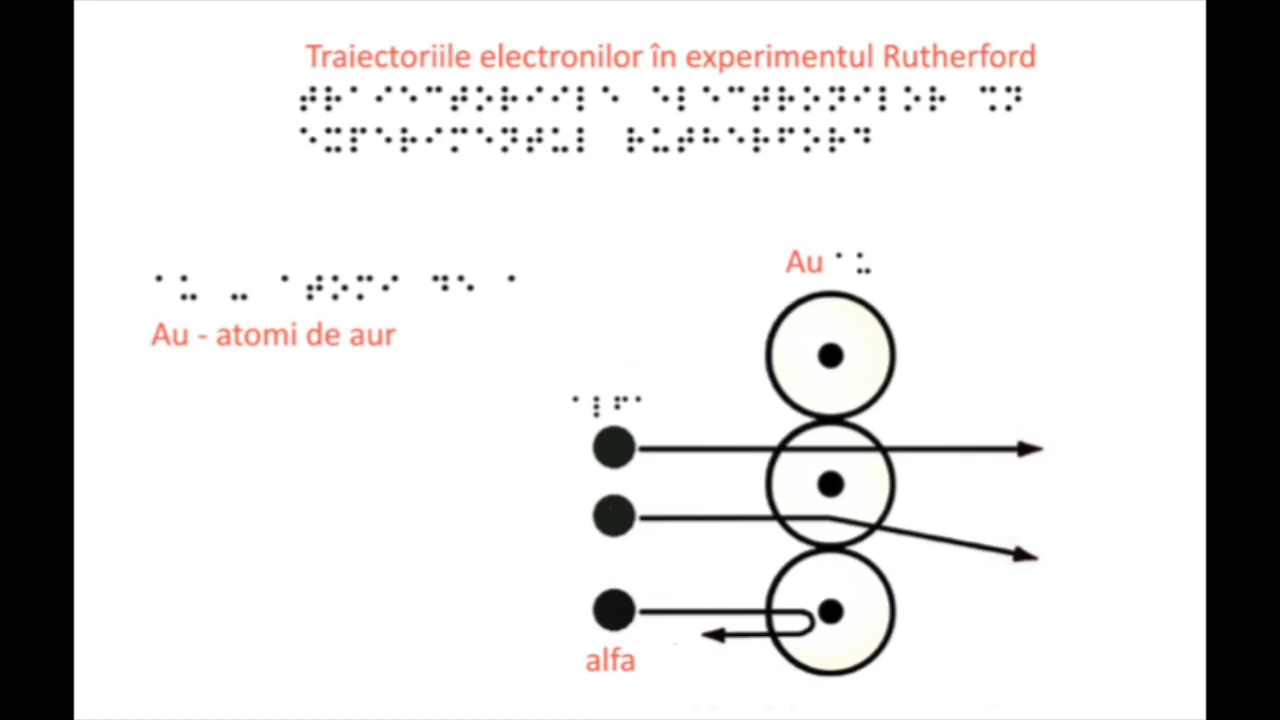 Traiectoriile electronilor în experimentul Rutherford
⠞⠗⠁⠊⠑⠉⠞⠕⠗⠊⠊⠇⠑ ⠑⠇⠑⠉⠞⠗⠕⠝⠊⠇⠕⠗ ⠩⠝
⠑⠭⠏⠑⠗⠊⠍⠑⠝⠞⠥⠇ ⠗⠥⠞⠓⠑⠗⠋⠕⠗⠙
Au ⠁⠥
⠁⠥ ⠤ ⠁⠞⠕⠍⠊ ⠙⠑ ⠁
Au - atomi de aur
⠁⠇⠋⠁
alfa